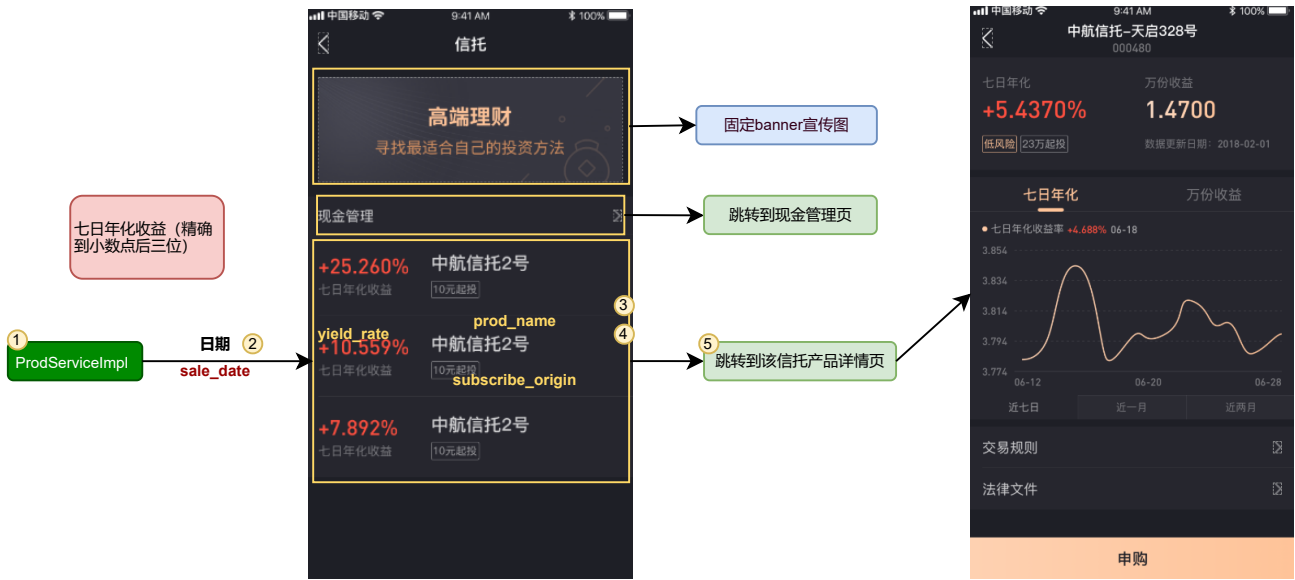 七日年化收益（精确
到小数点后三位）
1
ProdServiceImpl
日期
2
sale_date
中国移动
9:41 AM
100%
信托
高端理财
寻找最适合自己的投资方法
现金管理
+25.260%
中航信托2号
七日年化收益
10元起投
3
prod_name
yield_rate
4
+10.559%
中航信托2号
七日年化收益
10元起投
subscribe_origin
+7.892%
中航信托2号
七日年化收益
10元起投
固定banner宣传图
跳转到现金管理页
5
跳转到该信托产品详情页
中国移动
9:41 AM
100%
中航信托-天启328号
000480
七日年化
万份收益
+5.4370%
1.4700
低风险
23万起投
数据更新日期：2018-02-01
七日年化
万份收益
七日年化收益率 +4.688% 06-18
3.854
3.834
3.814
3.794
3.774
06-12
06-20
06-28
近七日
近一月
近两月
交易规则
法律文件
申购